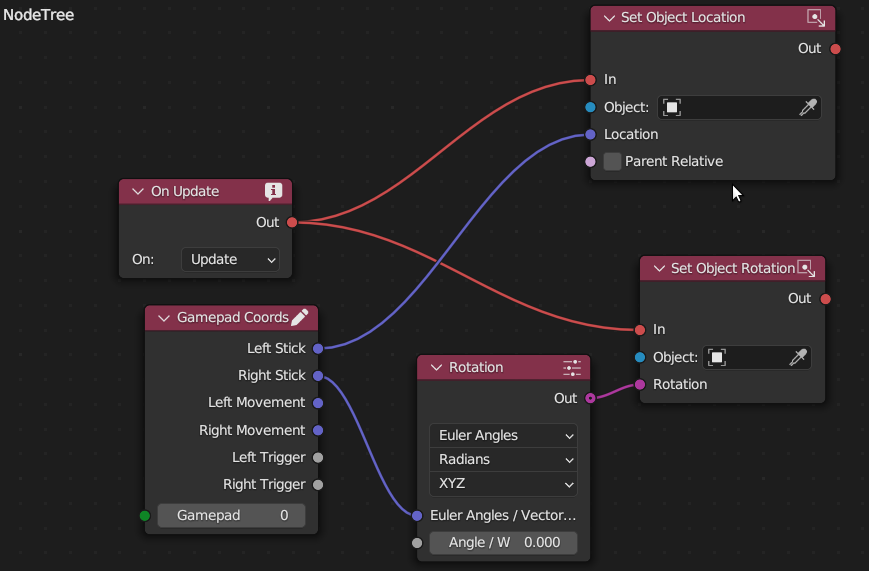 NodeTree
Set Object Location
Out
In
Object:
Location
Parent Relative
On Update
Out
On: Update
Set Object Rotation
Out
In
Object:
Rotation
Gamepad Coords
Left Stick
Right Stick
Left Movement
Right Movement
Left Trigger
Right Trigger
Gamepad 0
Rotation
Out
Euler Angles
Radians
XYZ
Euler Angles / Vector...
Angle / W 0.000